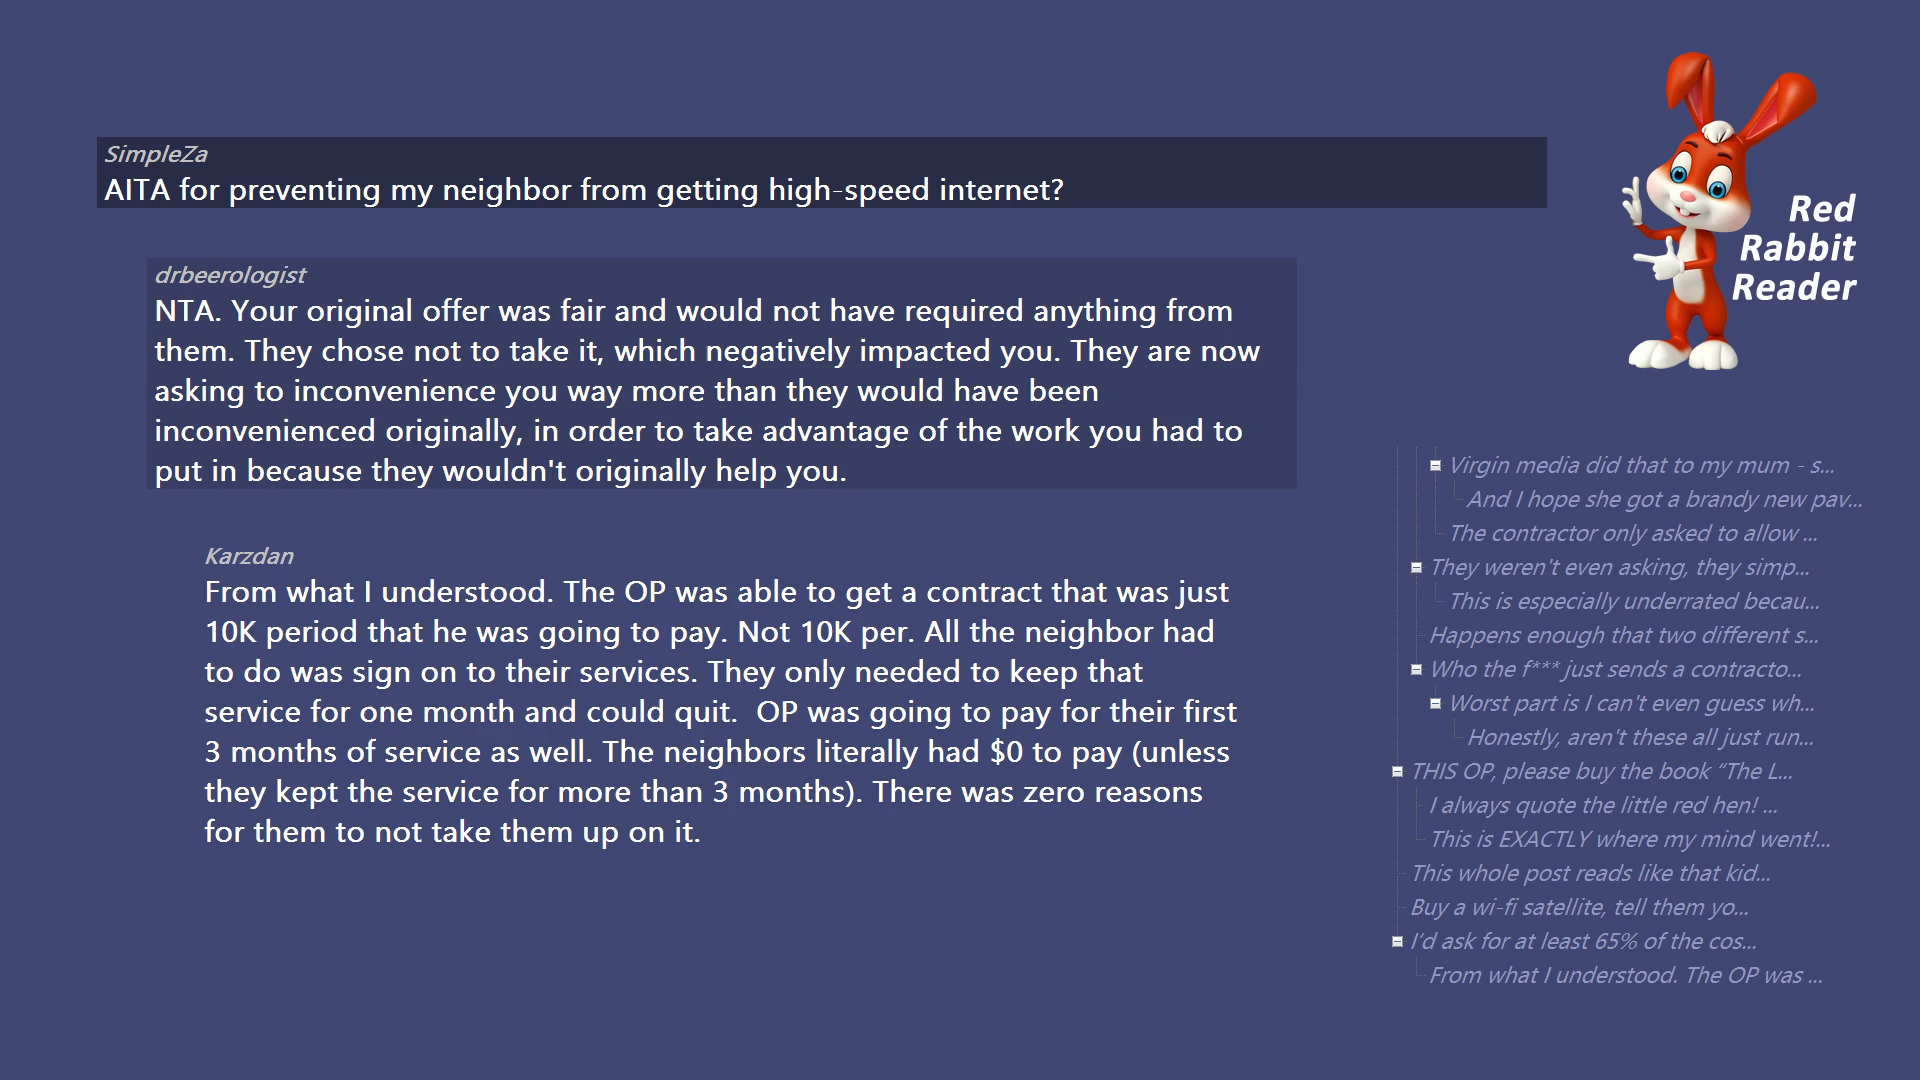 SimpleZa
AITA for preventing my neighbor from getting high-speed internet?
drbeerologist
NTA. Your original offer was fair and would not have required anything from
them. They chose not to take it, which negatively impacted you. They are now
asking to inconvenience you way more than they would have been
inconvenienced originally, in order to take advantage of the work you had to
put in because they wouldn't originally help you.
Karzdan
From what I understood. The OP was able to get a contract that was just
10K period that he was going to pay. Not 10K per. All the neighbor had
to do was sign on to their services. They only needed to keep that
service for one month and could quit.  OP was going to pay for their first
3 months of service as well. The neighbors literally had $0 to pay (unless
they kept the service for more than 3 months). There was zero reasons
for them to not take them up on it.
Red
Rabbit
Reader
Virgin media did that to my mum - s...
And I hope she got a brandy new pav...
The contractor only asked to allow ...
They weren't even asking, they simp...
This is especially underrated becau...
Happens enough that two different s...
Who the f*** just sends a contracto...
Worst part is I can't even guess wh...
Honestly, aren't these all just run...
THIS OP, please buy the book “The L...
I always quote the little red hen! ...
This is EXACTLY where my mind went!...
This whole post reads like that kid...
Buy a wi-fi satellite, tell them yo...
I’d ask for at least 65% of the cos...
From what I understood. The OP was ...